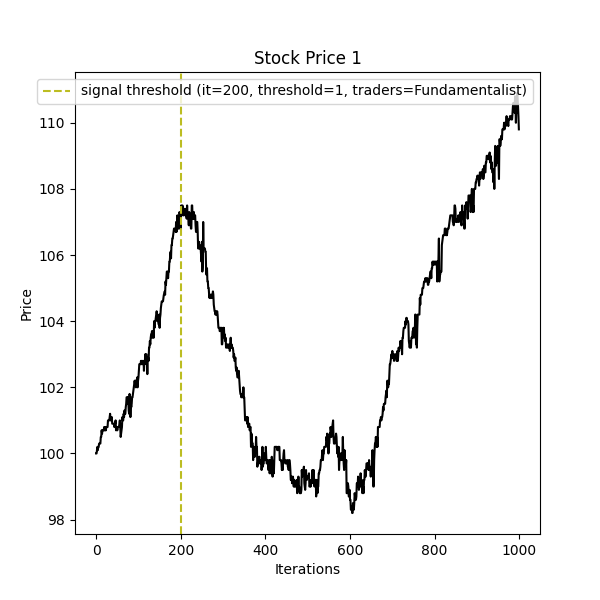 Stock Price 1
signal threshold (it=200, threshold=1, traders=Fundamentalist)
110
108
106
104
102
100
98
Price
0 200 400 600 800 1000
Iterations